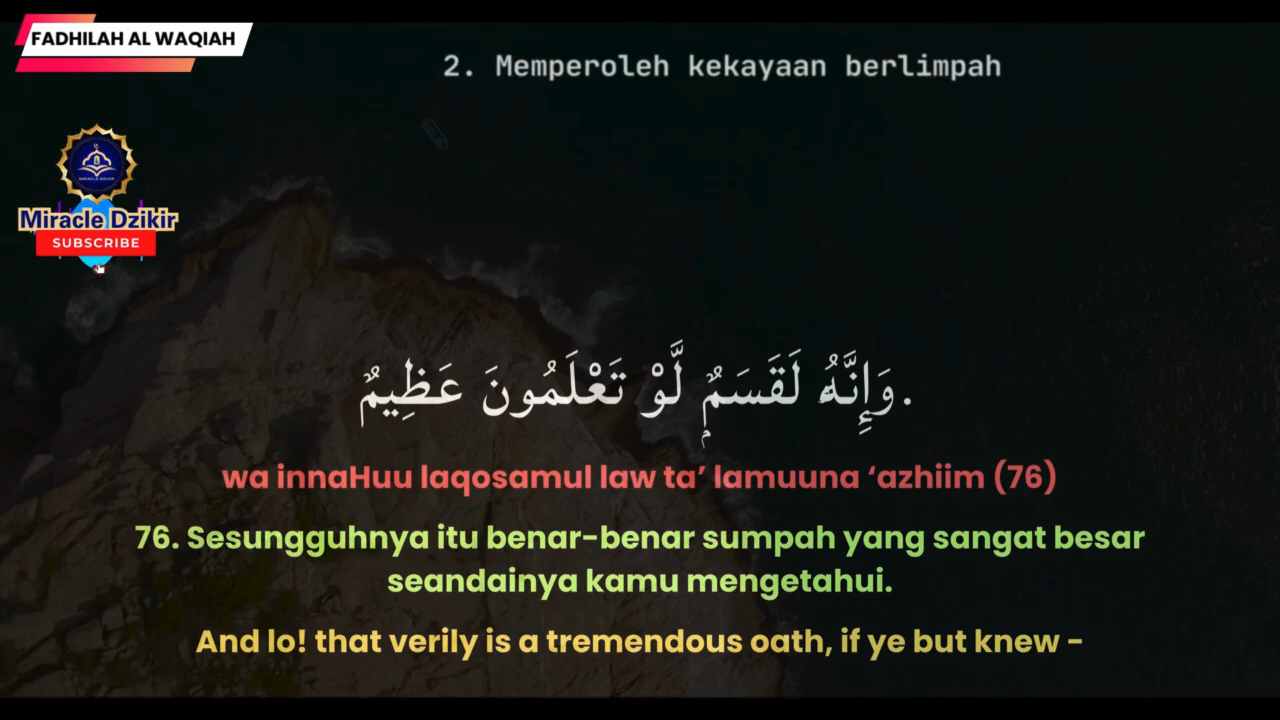 FADHILAH AL WAQIAH
2. Memperoleh kekayaan berlimpah
Miracle Dzikir
SUBSCRIBE
وَإِنَّهُۥ لَقَسَمٌ لَّوْ تَعْلَمُونَ عَظِيمٌ.
wa innaHuu laqosamul law ta’ lamuuna ‘azhiim (76)
76. Sesungguhnya itu benar-benar sumpah yang sangat besar
seandainya kamu mengetahui.
And lo! that verily is a tremendous oath, if ye but knew -